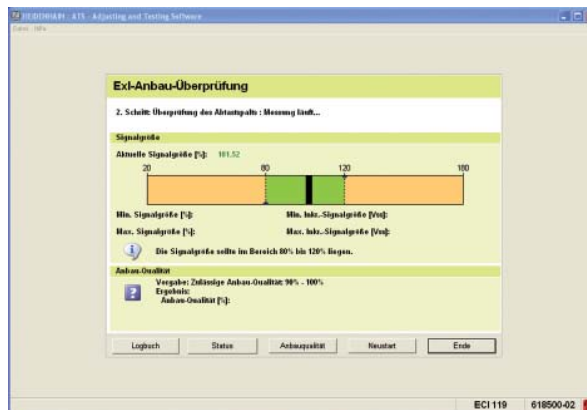 HEIDENHAIN : ATS - Adjusting and Testing Software
Datei Hilfe
ExI-Anbau-Überprüfung
2. Schritt: Überprüfung des Abtastspalts : Messung läuft...
Signalgröße
Aktuelle Signalgröße [%]: 101.52
20 80 120 180
Min. Signalgröße [%]: Min. Inkr.-Signalgröße [Vss]:
Max. Signalgröße [%]: Max. Inkr.-Signalgröße [Vss]:
Die Signalgröße sollte im Bereich 80% bis 120% liegen.
Anbau-Qualität
Vorgabe: Zulässige Anbau-Qualität: 90% - 100%
Ergebnis:
Anbau-Qualität [%]:
Logbuch Status Anbauqualität Neustart Ende
ECI 119 618500-02